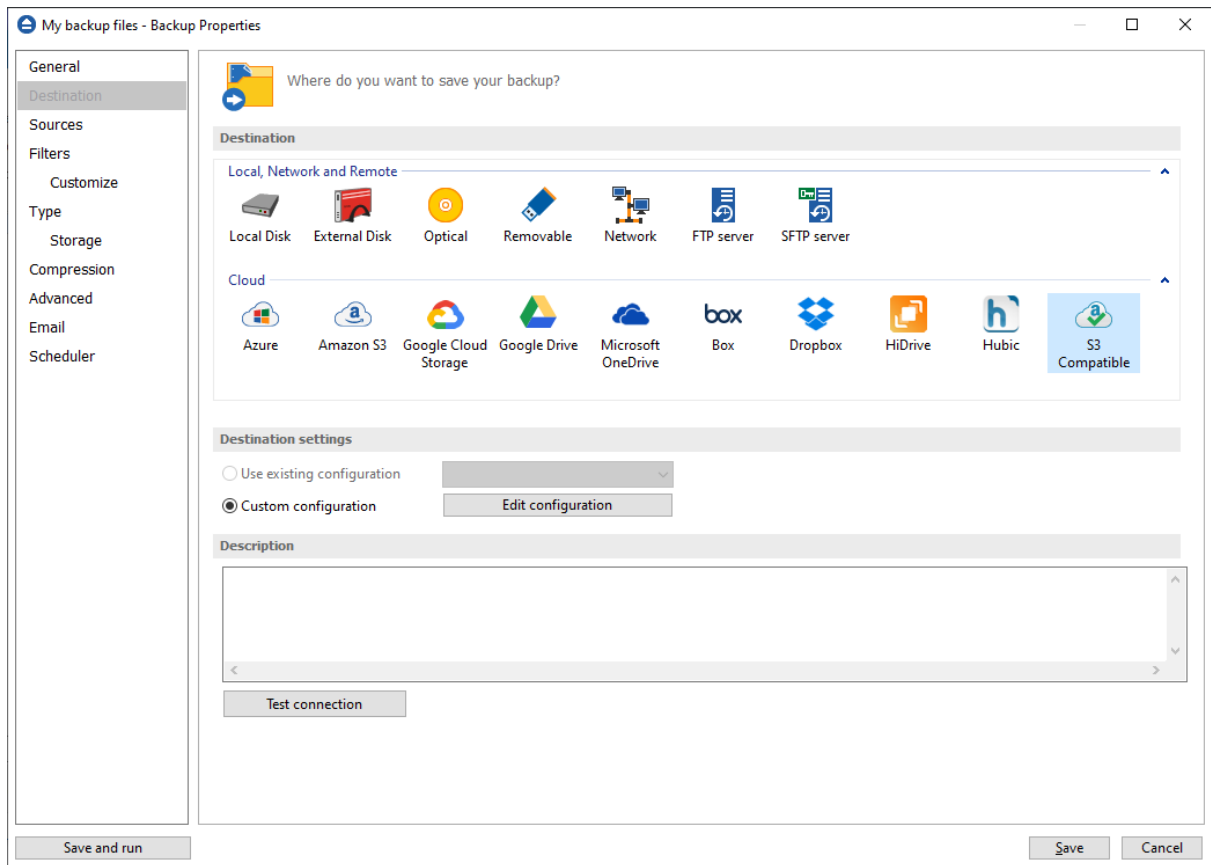 My backup files - Backup Properties
General
Destination
Sources
Filters
Customize
Type
Storage
Compression
Advanced
Email
Scheduler
Where do you want to save your backup?
Destination
Local, Network and Remote
Local Disk External Disk Optical Removable Network FTP server SFTP server
Cloud
Azure Amazon S3 Google Cloud Storage Google Drive Microsoft OneDrive Box Dropbox HiDrive Hubic S3 Compatible
Destination settings
Use existing configuration
Custom configuration Edit configuration
Description
Test connection
Save and run Save Cancel